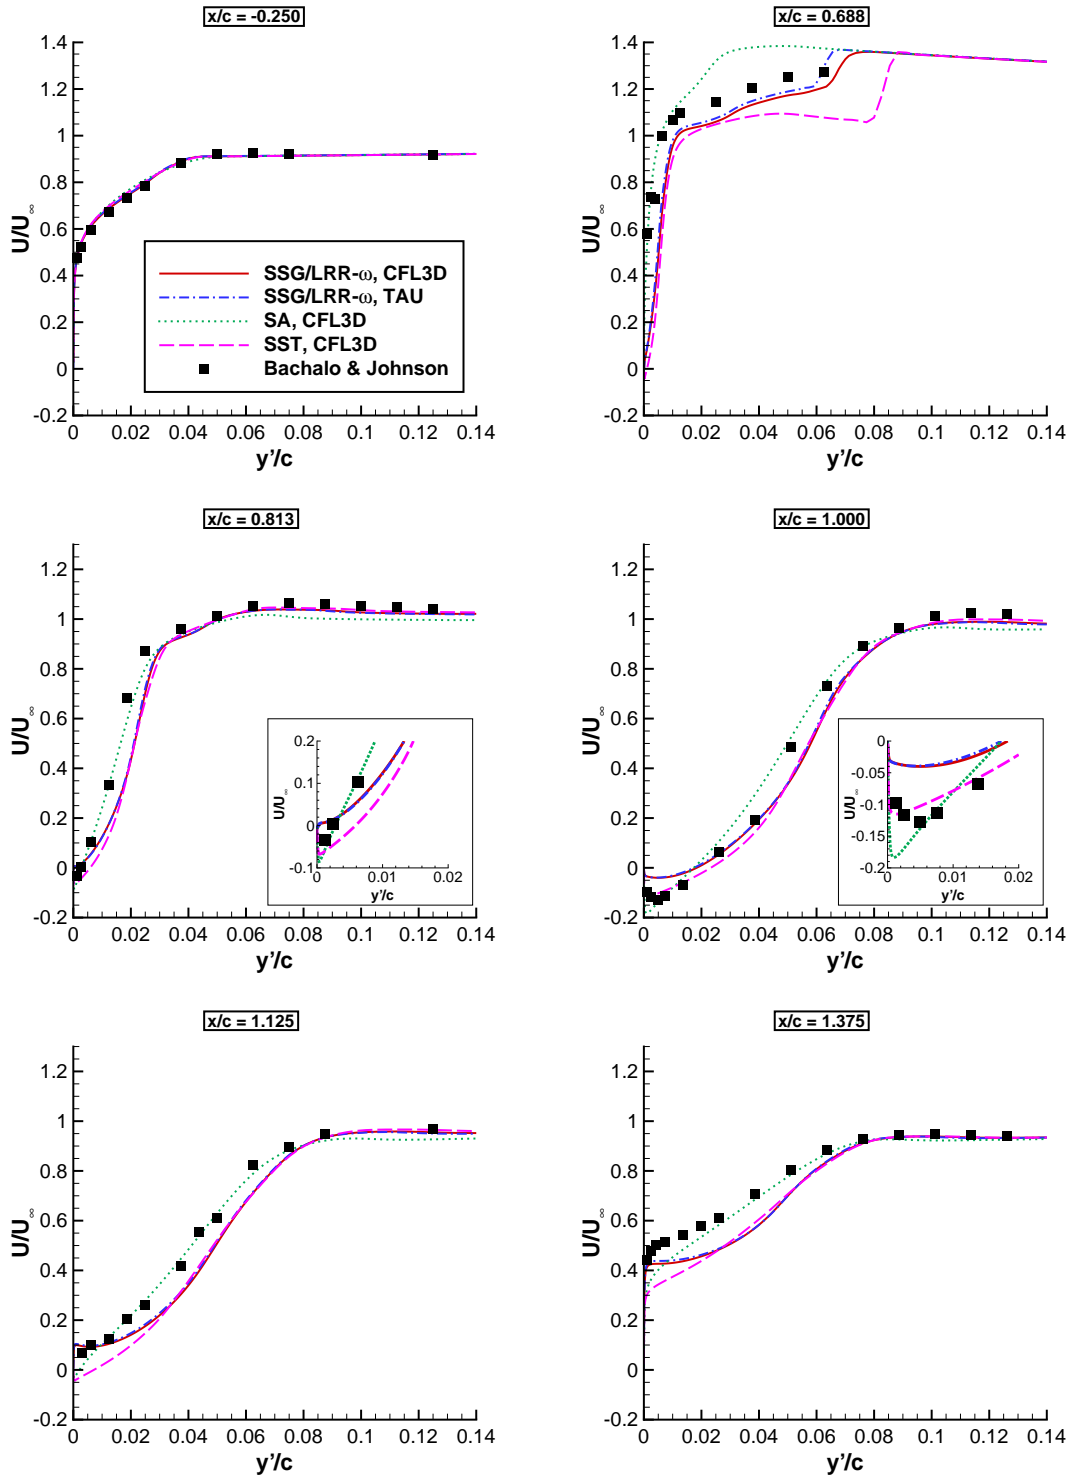 x/c = -0.250
U/U∞
1.4
1.2
1
0.8
0.6
0.4
0.2
0
-0.2
SSG/LRR-ω, CFL3D
SSG/LRR-ω, TAU
SA, CFL3D
SST, CFL3D
Bachalo & Johnson
0 0.02 0.04 0.06 0.08 0.1 0.12 0.14
y'/c
x/c = 0.688
U/U∞
1.4
1.2
1
0.8
0.6
0.4
0.2
0
-0.2
0 0.02 0.04 0.06 0.08 0.1 0.12 0.14
y'/c
x/c = 0.813
U/U∞
1.2
1
0.8
0.6
0.4
0.2
0
-0.2
U/U∞
0.2
0.1
0
-0.1
0 0.02
y'/c
0 0.02 0.04 0.06 0.08 0.1 0.12 0.14
y'/c
x/c = 1.000
U/U∞
1.2
1
0.8
0.6
0.4
0.2
0
-0.2
U/U∞
0
-0.05
-0.1
-0.15
-0.2
0 0.01 0.02
y'/c
0 0.02 0.04 0.06 0.08 0.1 0.12 0.14
y'/c
x/c = 1.125
U/U∞
1.2
1
0.8
0.6
0.4
0.2
0
-0.2
0 0.02 0.04 0.06 0.08 0.1 0.12 0.14
y'/c
x/c = 1.375
U/U∞
1.2
1
0.8
0.6
0.4
0.2
0
-0.2
0 0.02 0.04 0.06 0.08 0.1 0.12 0.14
y'/c